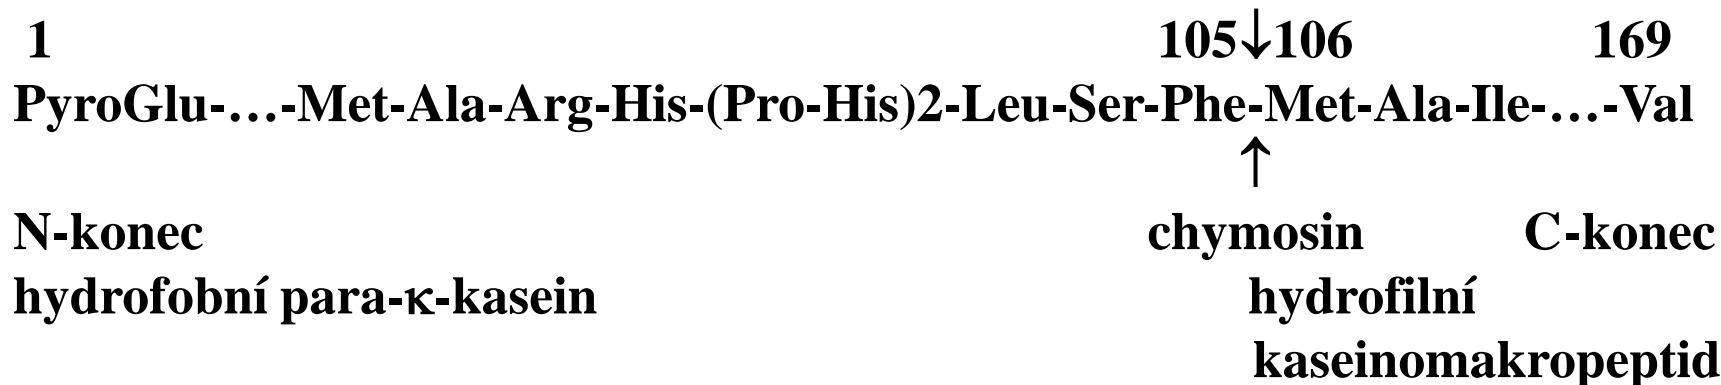 1 105↓106 169
PyroGlu-…-Met-Ala-Arg-His-(Pro-His)2-Leu-Ser-Phe-Met-Ala-Ile-…-Val
↑
N-konec chymosin C-konec
hydrofobní para-κ-kasein hydrofilní
kaseinomakropeptid